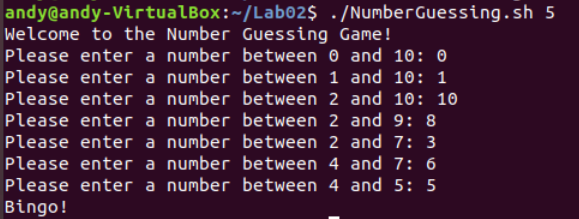 andy@andy-VirtualBox:~/Lab02$ ./NumberGuessing.sh 5
Welcome to the Number Guessing Game!
Please enter a number between 0 and 10: 0
Please enter a number between 1 and 10: 1
Please enter a number between 2 and 10: 10
Please enter a number between 2 and 9: 8
Please enter a number between 2 and 7: 3
Please enter a number between 4 and 7: 6
Please enter a number between 4 and 5: 5
Bingo!